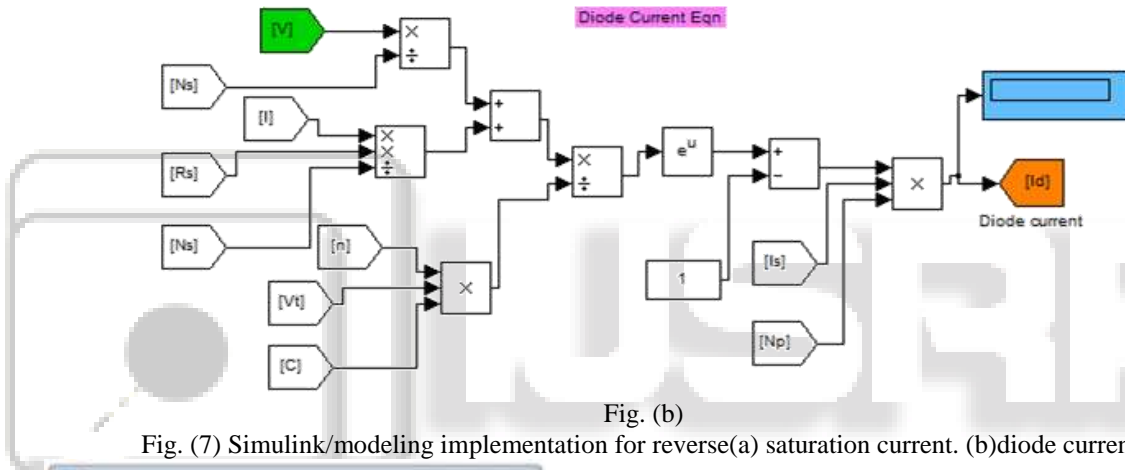 Diode Current Eqn
[V]
×
÷
[Ns]
[I]
+
+
×
×
÷
[Rs]
×
÷
e^u
+
−
×
[Id]
Diode current
[Ns]
[n]
[Vt]
×
[C]
1
[Is]
[Np]
IJSR
Fig. (b)
Fig. (7) Simulink/modeling implementation for reverse(a) saturation current. (b)diode